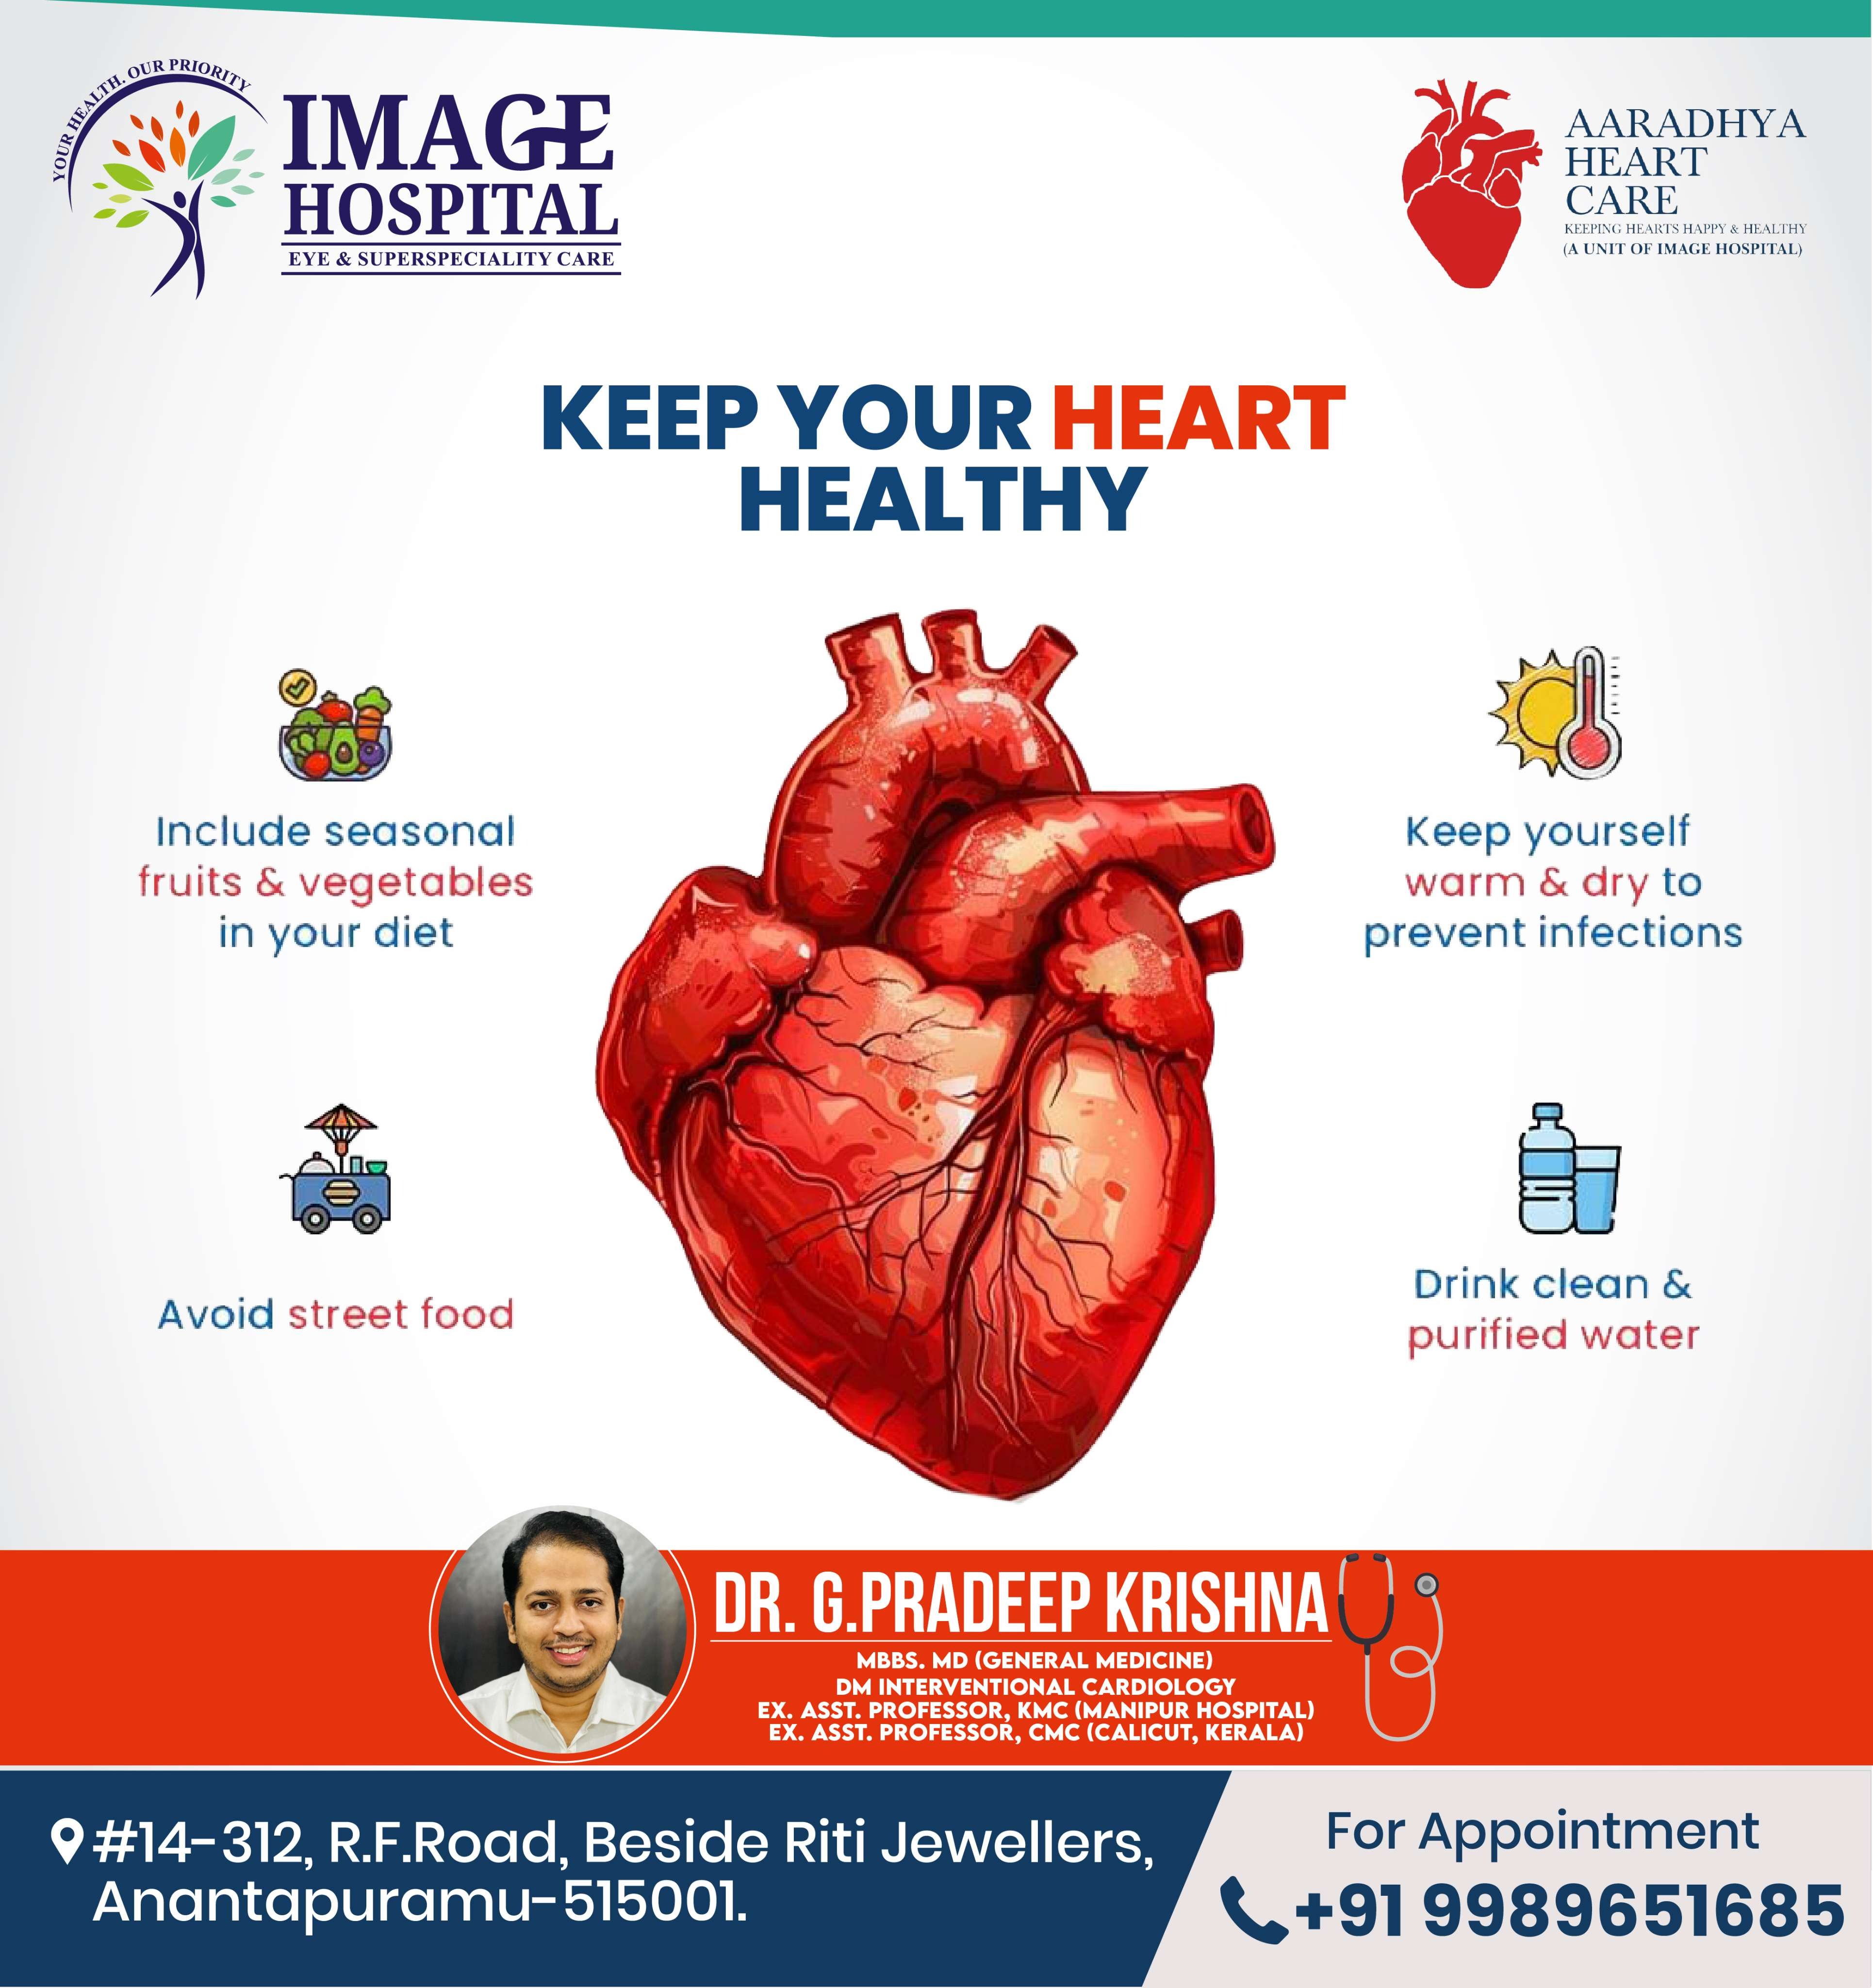 YOUR HEALTH. OUR PRIORITY
IMAGE
HOSPITAL
EYE & SUPERSPECIALITY CARE
AARADHYA
HEART
CARE
KEEPING HEARTS HAPPY & HEALTHY
(A UNIT OF IMAGE HOSPITAL)
KEEP YOUR HEART
HEALTHY
Include seasonal
fruits & vegetables
in your diet
Keep yourself
warm & dry to
prevent infections
Avoid street food
Drink clean &
purified water
DR. G.PRADEEP KRISHNA
MBBS. MD (GENERAL MEDICINE)
DM INTERVENTIONAL CARDIOLOGY
EX. ASST. PROFESSOR, KMC (MANIPUR HOSPITAL)
EX. ASST. PROFESSOR, CMC (CALICUT, KERALA)
#14-312, R.F.Road, Beside Riti Jewellers,
Anantapuramu-515001.
For Appointment
+91 9989651685